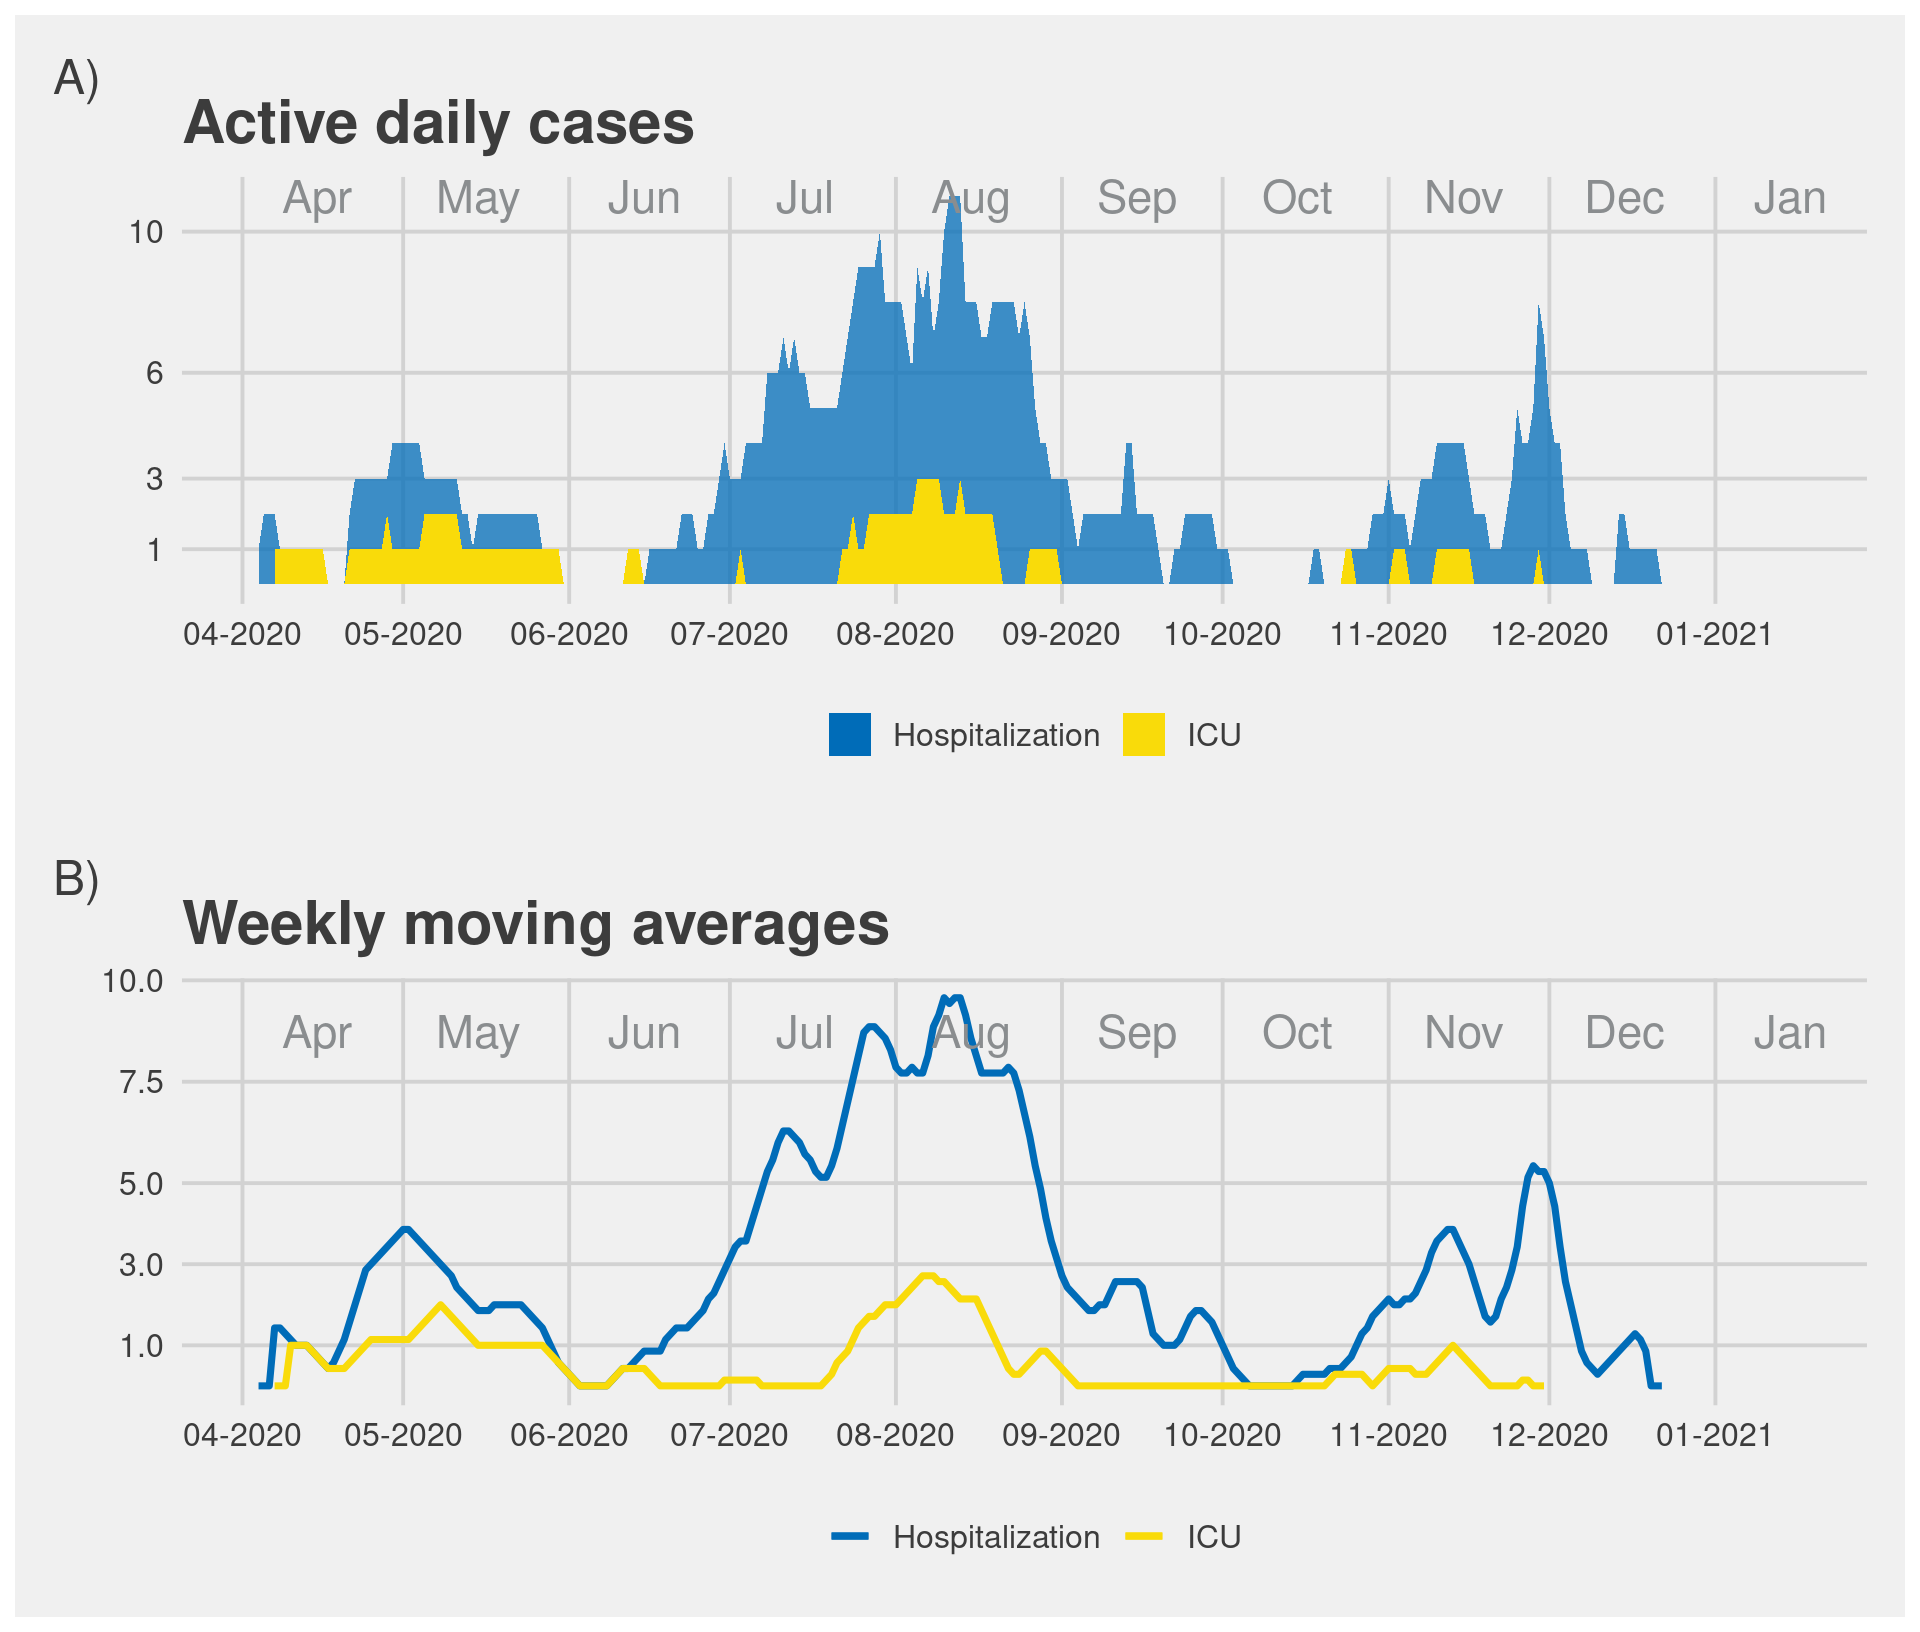 A)
Active daily cases
Apr May Jun Jul Aug Sep Oct Nov Dec Jan
10
6
3
1
04-2020 05-2020 06-2020 07-2020 08-2020 09-2020 10-2020 11-2020 12-2020 01-2021
Hospitalization ICU
B)
Weekly moving averages
10.0
Apr May Jun Jul Aug Sep Oct Nov Dec Jan
7.5
5.0
3.0
1.0
04-2020 05-2020 06-2020 07-2020 08-2020 09-2020 10-2020 11-2020 12-2020 01-2021
Hospitalization ICU